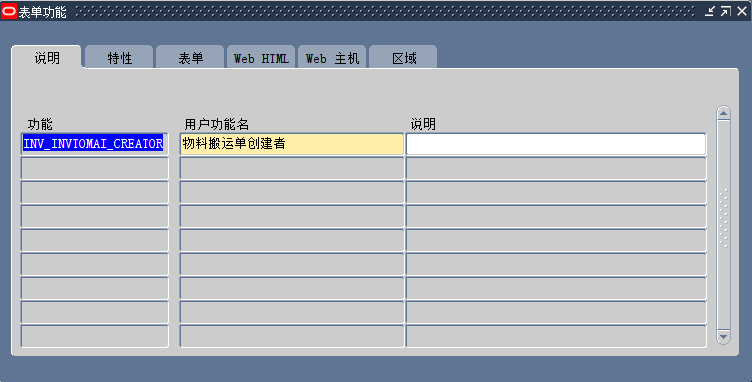 表单功能
说明 特性 表单 Web HTML Web 主机 区域
功能 用户功能名 说明
INV_INVTOMAI_CREATOR 物料搬运单创建者